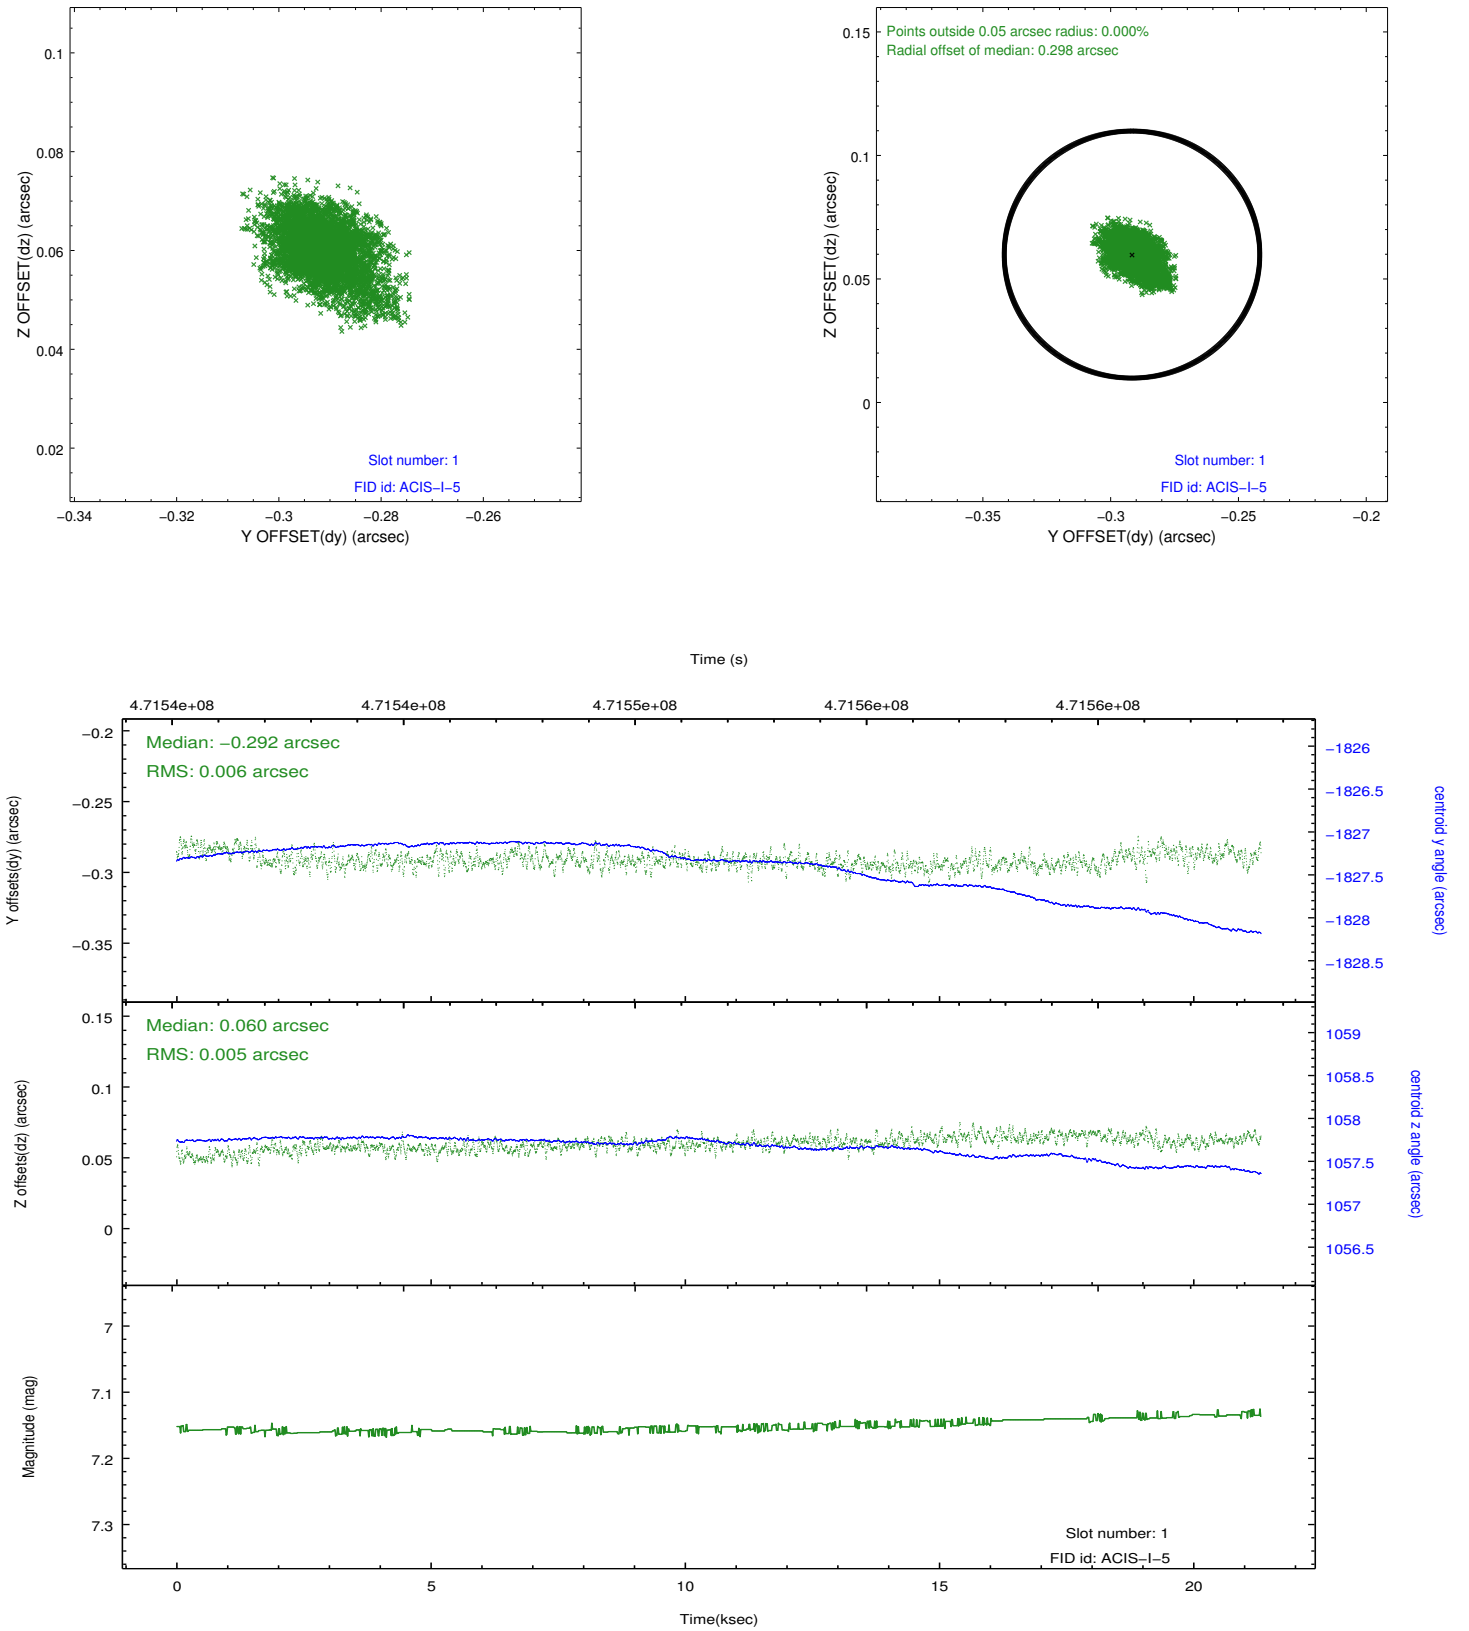 0.1
0.08
0.06
0.04
0.02
Z OFFSET(dz) (arcsec)
Slot number: 1
FID id: ACIS−I−5
−0.34 −0.32 −0.3 −0.28 −0.26
Y OFFSET(dy) (arcsec)
Points outside 0.05 arcsec radius: 0.000%
Radial offset of median: 0.298 arcsec
0.15
0.1
0.05
0
Z OFFSET(dz) (arcsec)
Slot number: 1
FID id: ACIS−I−5
−0.35 −0.3 −0.25 −0.2
Y OFFSET(dy) (arcsec)
Time (s)
4.7154e+08 4.7154e+08 4.7155e+08 4.7156e+08 4.7156e+08
Median: −0.292 arcsec
RMS: 0.006 arcsec
−0.2
−0.25
−0.3
−0.35
Y offsets(dy) (arcsec)
−1826
−1826.5
−1827
−1827.5
−1828
−1828.5
centroid y angle (arcsec)
Median: 0.060 arcsec
RMS: 0.005 arcsec
0.15
0.1
0.05
0
Z offsets(dz) (arcsec)
1059
1058.5
1058
1057.5
1057
1056.5
centroid z angle (arcsec)
7
7.1
7.2
7.3
Magnitude (mag)
Slot number: 1
FID id: ACIS−I−5
0 5 10 15 20
Time(ksec)